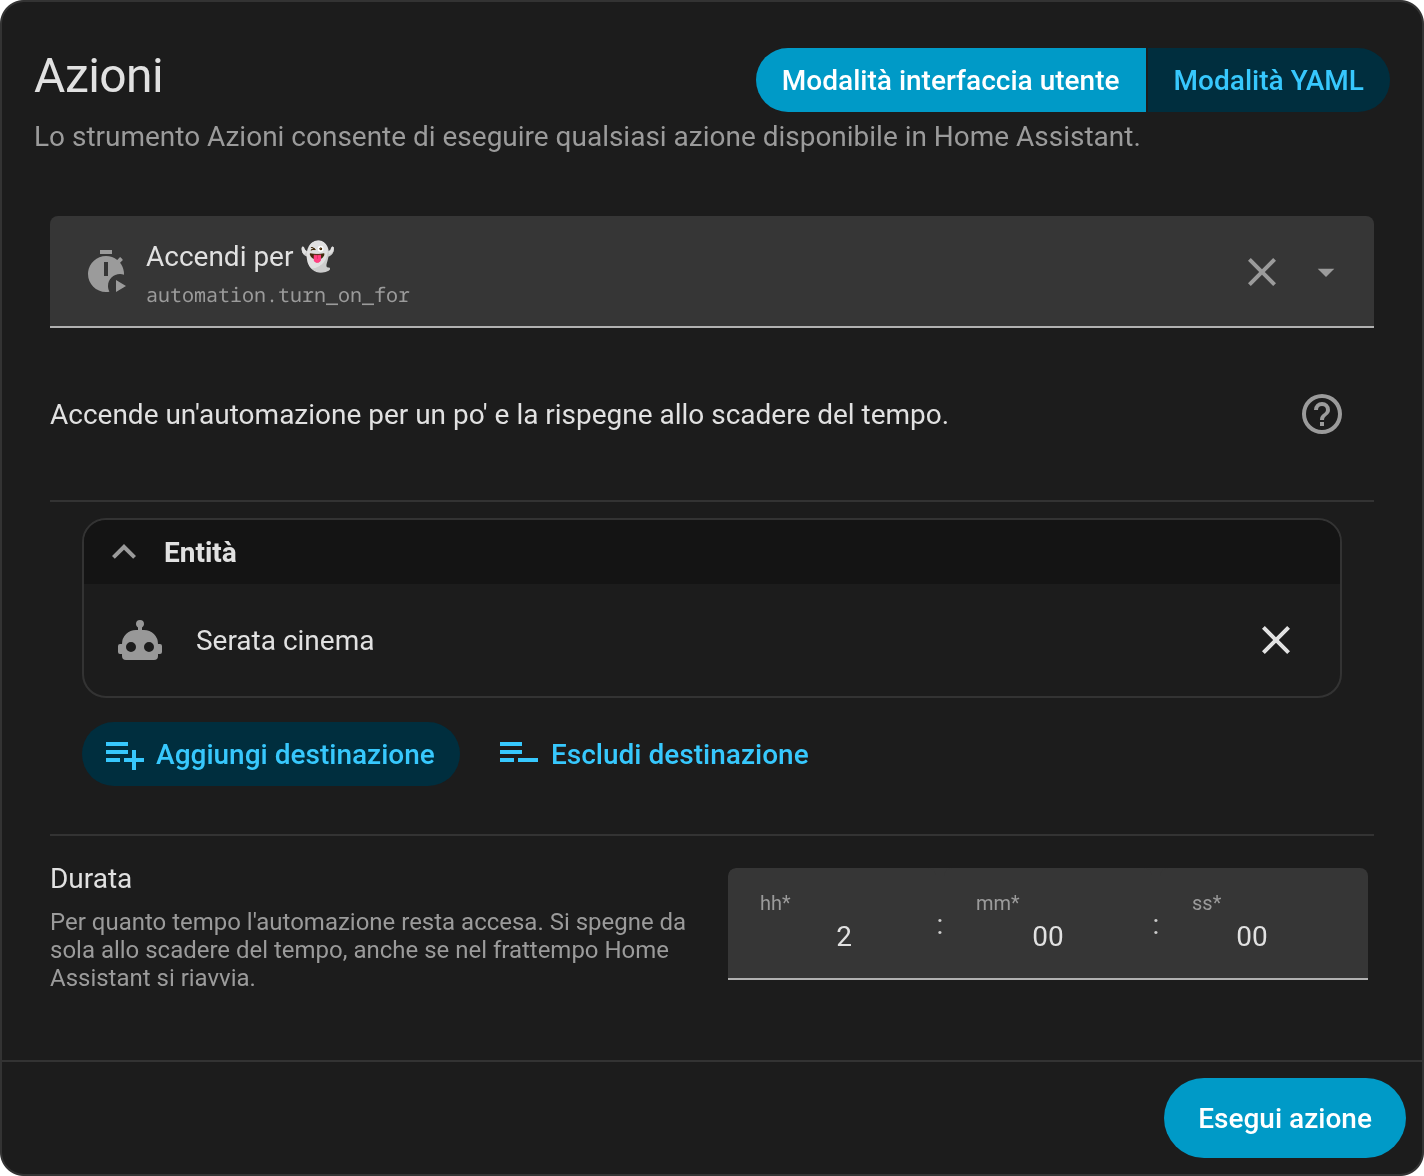 Azioni
Modalità interfaccia utente
Modalità YAML
Lo strumento Azioni consente di eseguire qualsiasi azione disponibile in Home Assistant.
Accendi per 👻
automation.turn_on_for
Accende un'automazione per un po' e la rispegne allo scadere del tempo.
Entità
Serata cinema
Aggiungi destinazione
Escludi destinazione
Durata
Per quanto tempo l'automazione resta accesa. Si spegne da
sola allo scadere del tempo, anche se nel frattempo Home
Assistant si riavvia.
hh* mm* ss*
2 : 00 : 00
Esegui azione